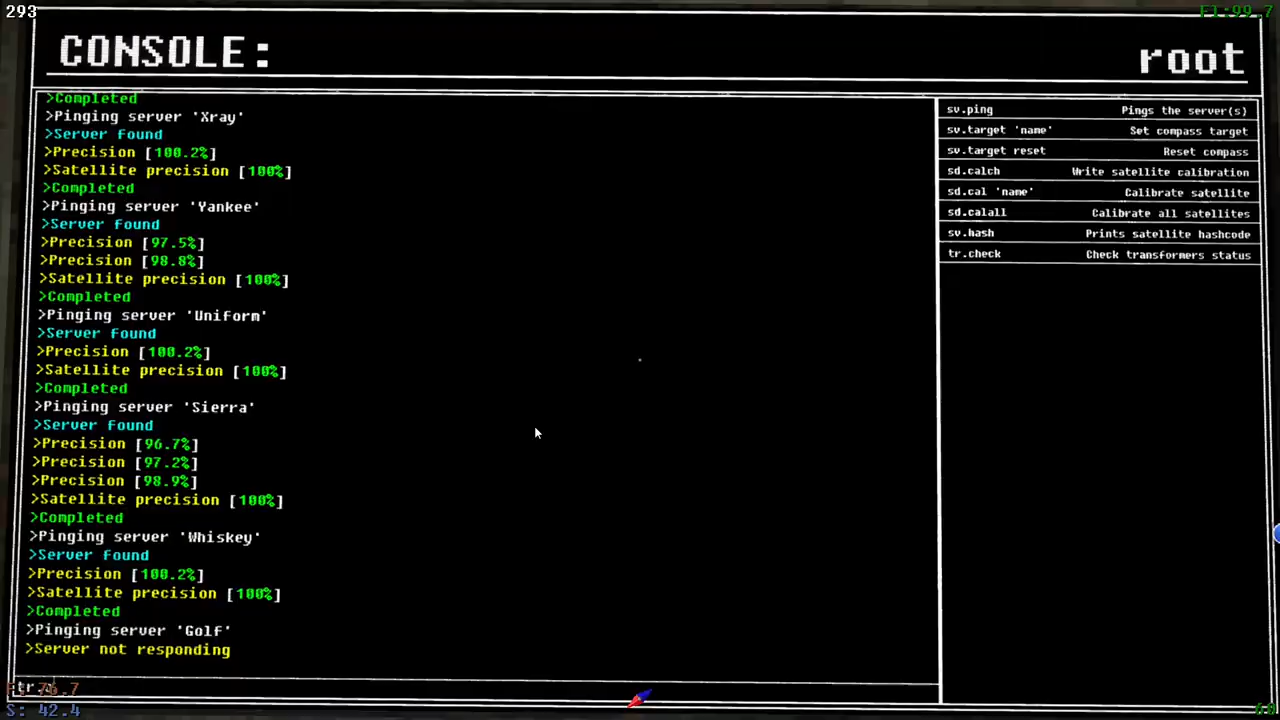 293
F1:99.7
CONSOLE:
root
>Completed
>Pinging server 'Xray'
>Server found
>Precision [100.2%]
>Satellite precision [100%]
>Completed
>Pinging server 'Yankee'
>Server found
>Precision [97.5%]
>Precision [98.8%]
>Satellite precision [100%]
>Completed
>Pinging server 'Uniform'
>Server found
>Precision [100.2%]
>Satellite precision [100%]
>Completed
>Pinging server 'Sierra'
>Server found
>Precision [96.7%]
>Precision [97.2%]
>Precision [98.9%]
>Satellite precision [100%]
>Completed
>Pinging server 'Whiskey'
>Server found
>Precision [100.2%]
>Satellite precision [100%]
>Completed
>Pinging server 'Golf'
>Server not responding
S: 42.4
sv.ping Pings the server(s)
sv.target 'name' Set compass target
sv.target reset Reset compass
sd.calch Write satellite calibration
sd.cal 'name' Calibrate satellite
sd.calall Calibrate all satellites
sv.hash Prints satellite hashcode
tr.check Check transformers status
60